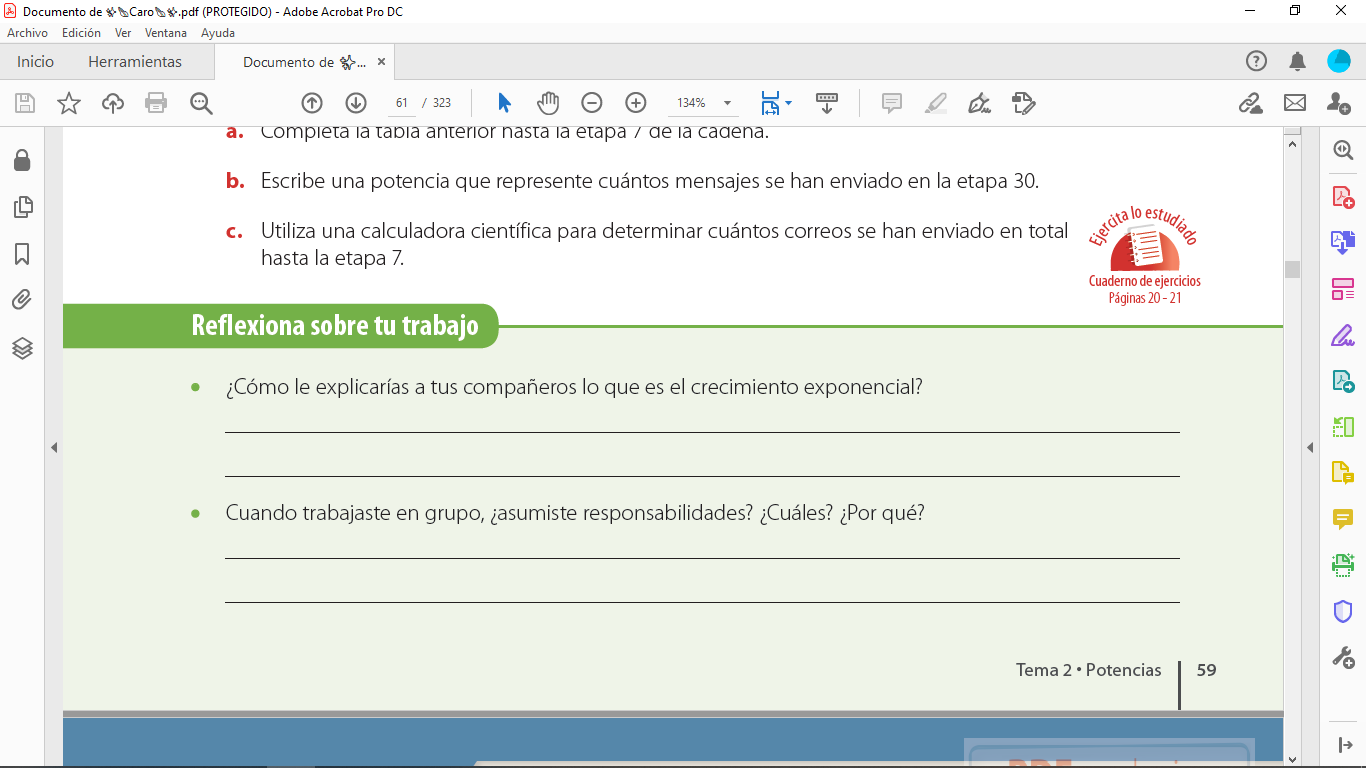 Documento de Caro.pdf (PROTEGIDO) - Adobe Acrobat Pro DC
Archivo Edición Ver Ventana Ayuda
Inicio Herramientas Documento de ...
61 / 323 134%
a. Completa la tabla anterior hasta la etapa 7 de la cadena.
b. Escribe una potencia que represente cuántos mensajes se han enviado en la etapa 30.
c. Utiliza una calculadora científica para determinar cuántos correos se han enviado en total
hasta la etapa 7.
Ejercita lo estudiado
Cuaderno de ejercicios
Páginas 20 - 21
Reflexiona sobre tu trabajo
• ¿Cómo le explicarías a tus compañeros lo que es el crecimiento exponencial?
• Cuando trabajaste en grupo, ¿asumiste responsabilidades? ¿Cuáles? ¿Por qué?
Tema 2 • Potencias 59